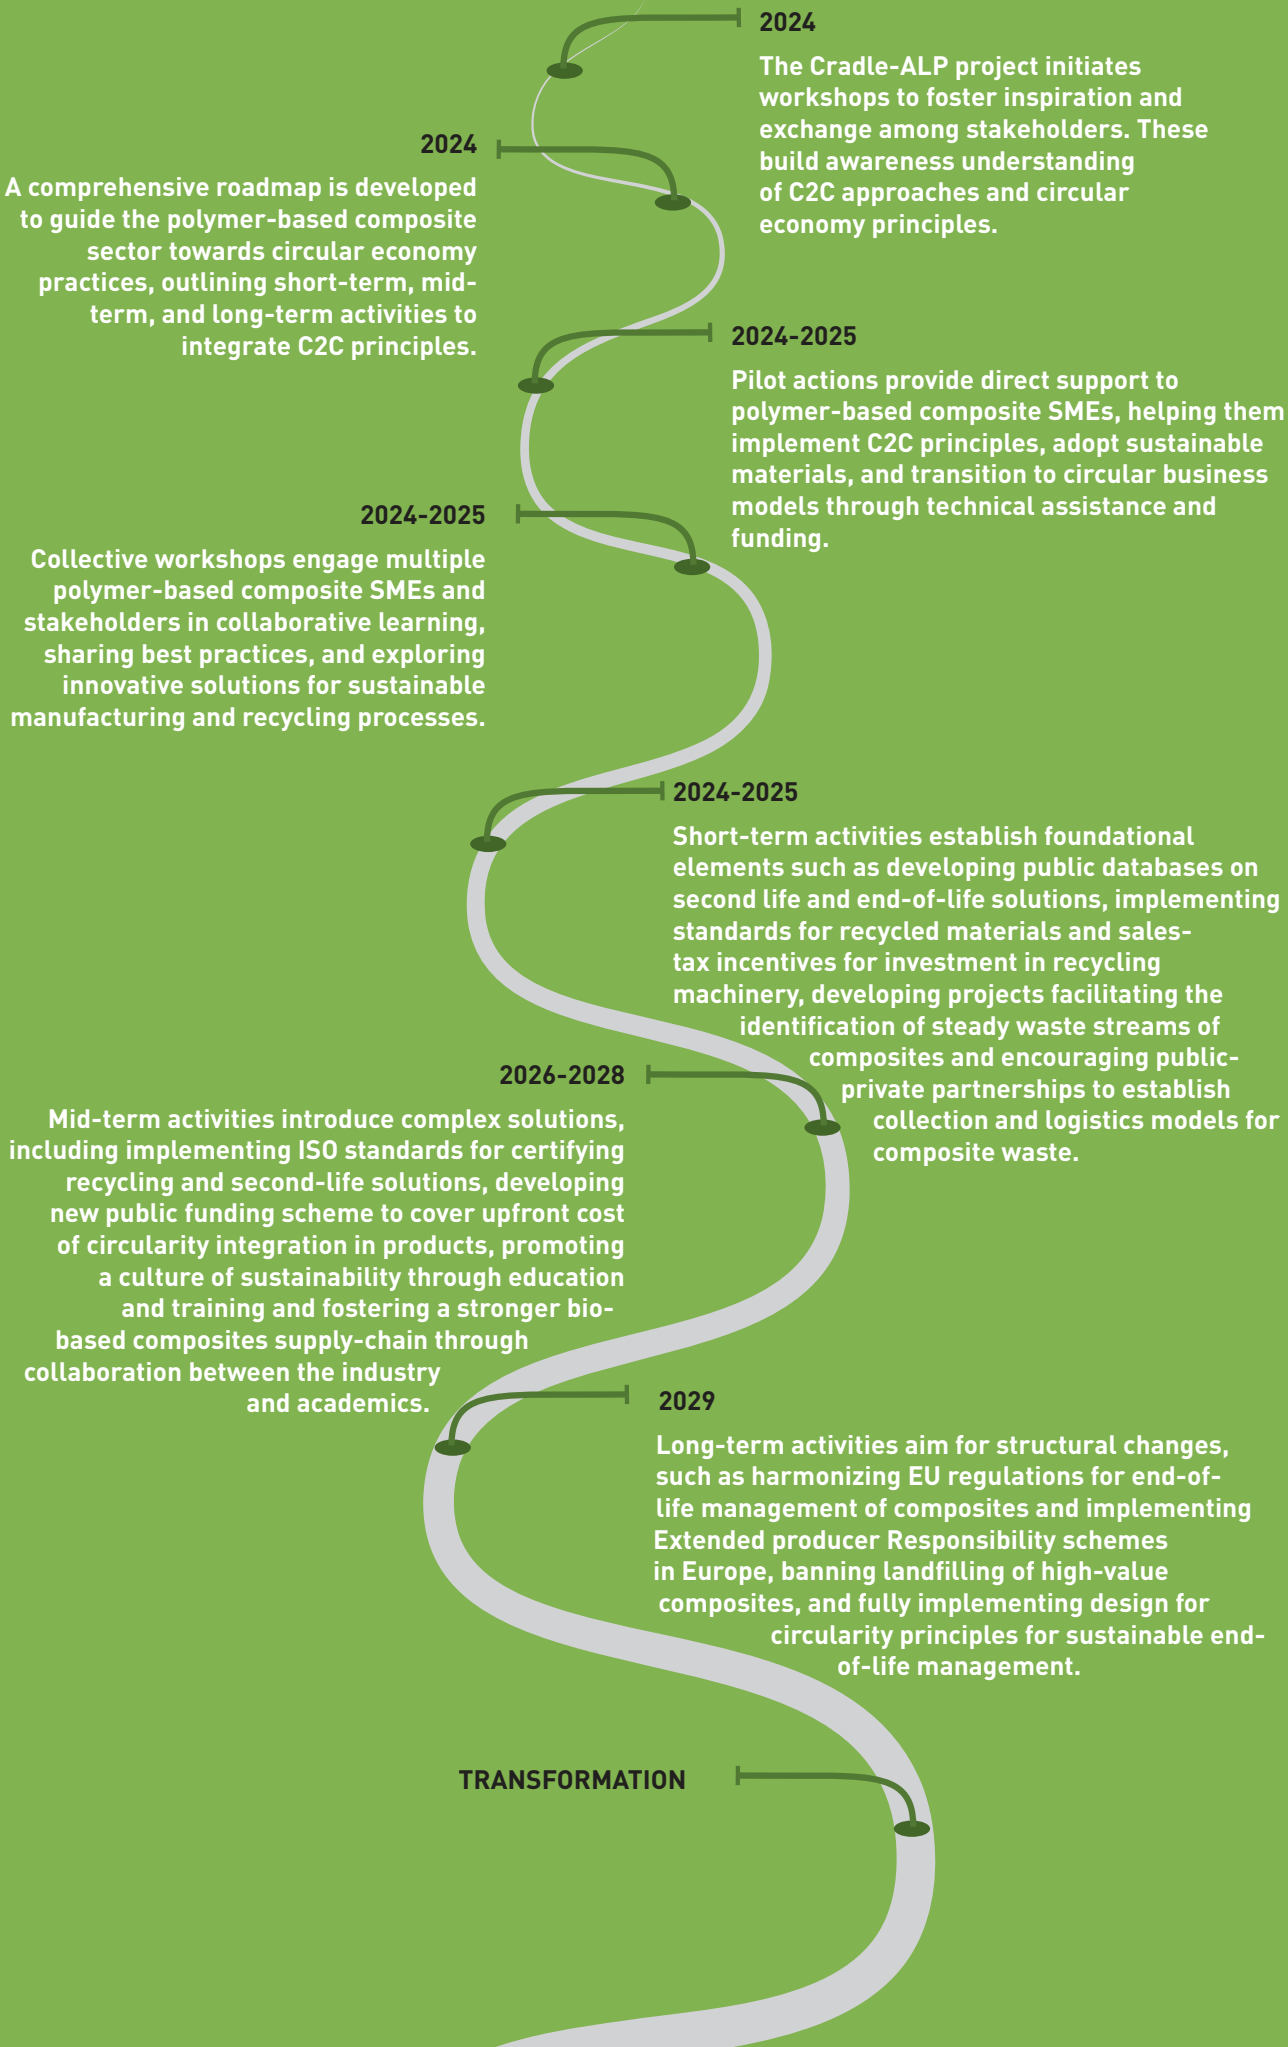 2024
The Cradle-ALP project initiates
workshops to foster inspiration and
exchange among stakeholders. These
build awareness understanding
of C2C approaches and circular
economy principles.
2024
A comprehensive roadmap is developed
to guide the polymer-based composite
sector towards circular economy
practices, outlining short-term, mid-
term, and long-term activities to
integrate C2C principles.
2024-2025
Pilot actions provide direct support to
polymer-based composite SMEs, helping them
implement C2C principles, adopt sustainable
materials, and transition to circular business
models through technical assistance and
funding.
2024-2025
Collective workshops engage multiple
polymer-based composite SMEs and
stakeholders in collaborative learning,
sharing best practices, and exploring
innovative solutions for sustainable
manufacturing and recycling processes.
2024-2025
Short-term activities establish foundational
elements such as developing public databases on
second life and end-of-life solutions, implementing
standards for recycled materials and sales-
tax incentives for investment in recycling
machinery, developing projects facilitating the
identification of steady waste streams of
composites and encouraging public-
private partnerships to establish
collection and logistics models for
composite waste.
2026-2028
Mid-term activities introduce complex solutions,
including implementing ISO standards for certifying
recycling and second-life solutions, developing
new public funding scheme to cover upfront cost
of circularity integration in products, promoting
a culture of sustainability through education
and training and fostering a stronger bio-
based composites supply-chain through
collaboration between the industry
and academics.
2029
Long-term activities aim for structural changes,
such as harmonizing EU regulations for end-of-
life management of composites and implementing
Extended producer Responsibility schemes
in Europe, banning landfilling of high-value
composites, and fully implementing design for
circularity principles for sustainable end-
of-life management.
TRANSFORMATION